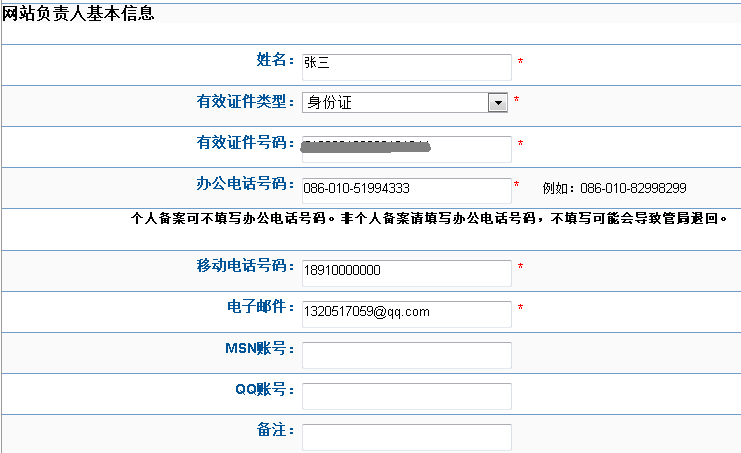 网站负责人基本信息
姓名： 张三 *
有效证件类型： 身份证 *
有效证件号码： *
办公电话号码： 086-010-51994333 * 例如：086-010-82998299
个人备案可不填写办公电话号码。非个人备案请填写办公电话号码，不填写可能会导致管局退回。
移动电话号码： 18910000000 *
电子邮件： 1320517059@qq.com *
MSN账号：
QQ账号：
备注：